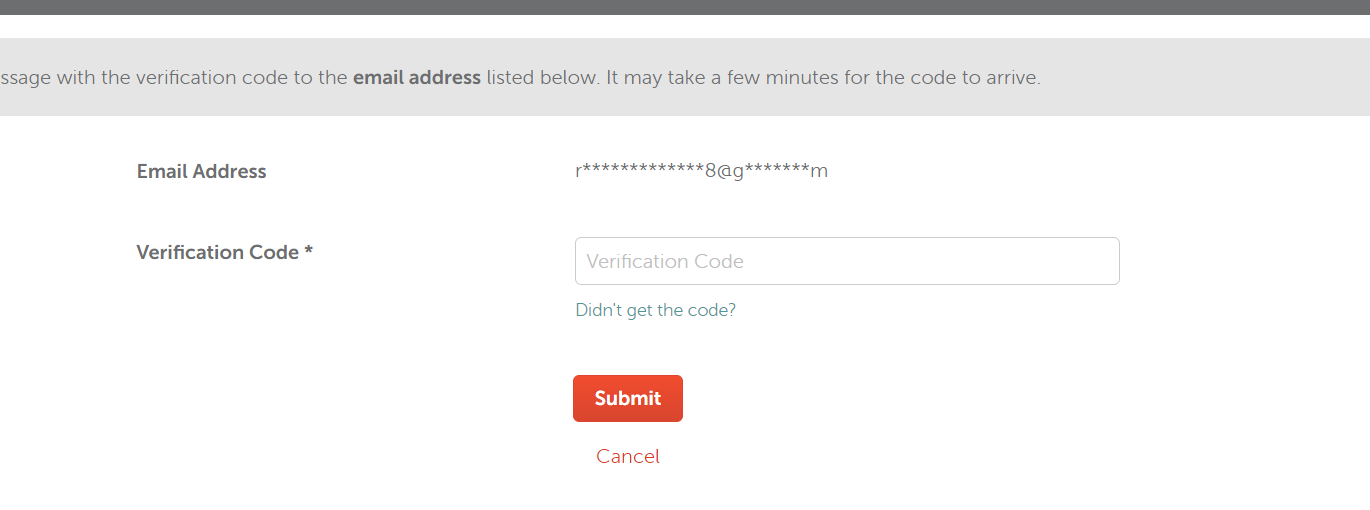 ssage with the verification code to the email address listed below. It may take a few minutes for the code to arrive.
Email Address
r*************8@g*******m
Verification Code *
Verification Code
Didn't get the code?
Submit
Cancel